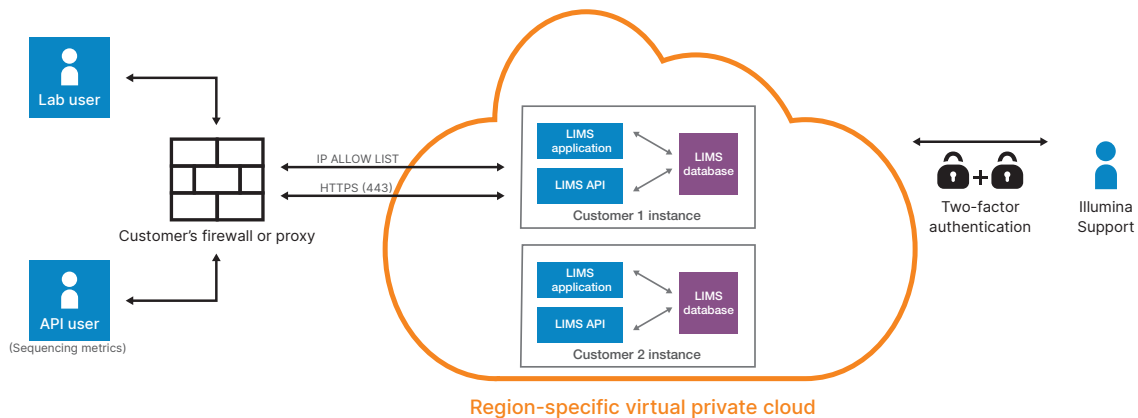 Lab user
Customer’s firewall or proxy
API user
(Sequencing metrics)
IP ALLOW LIST
HTTPS (443)
LIMS
application
LIMS API
LIMS
database
Customer 1 instance
LIMS
application
LIMS API
LIMS
database
Customer 2 instance
Region-specific virtual private cloud
Two-factor
authentication
Illumina
Support